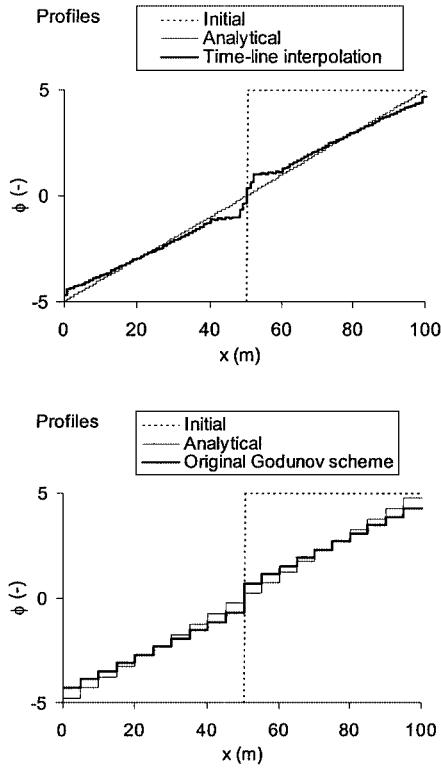 Profiles
Initial
Analytical
Time-line interpolation
5
0
-5
ϕ (-)
0 20 40 60 80 100
x (m)
Profiles
Initial
Analytical
Original Godunov scheme
5
0
-5
ϕ (-)
0 20 40 60 80 100
x (m)